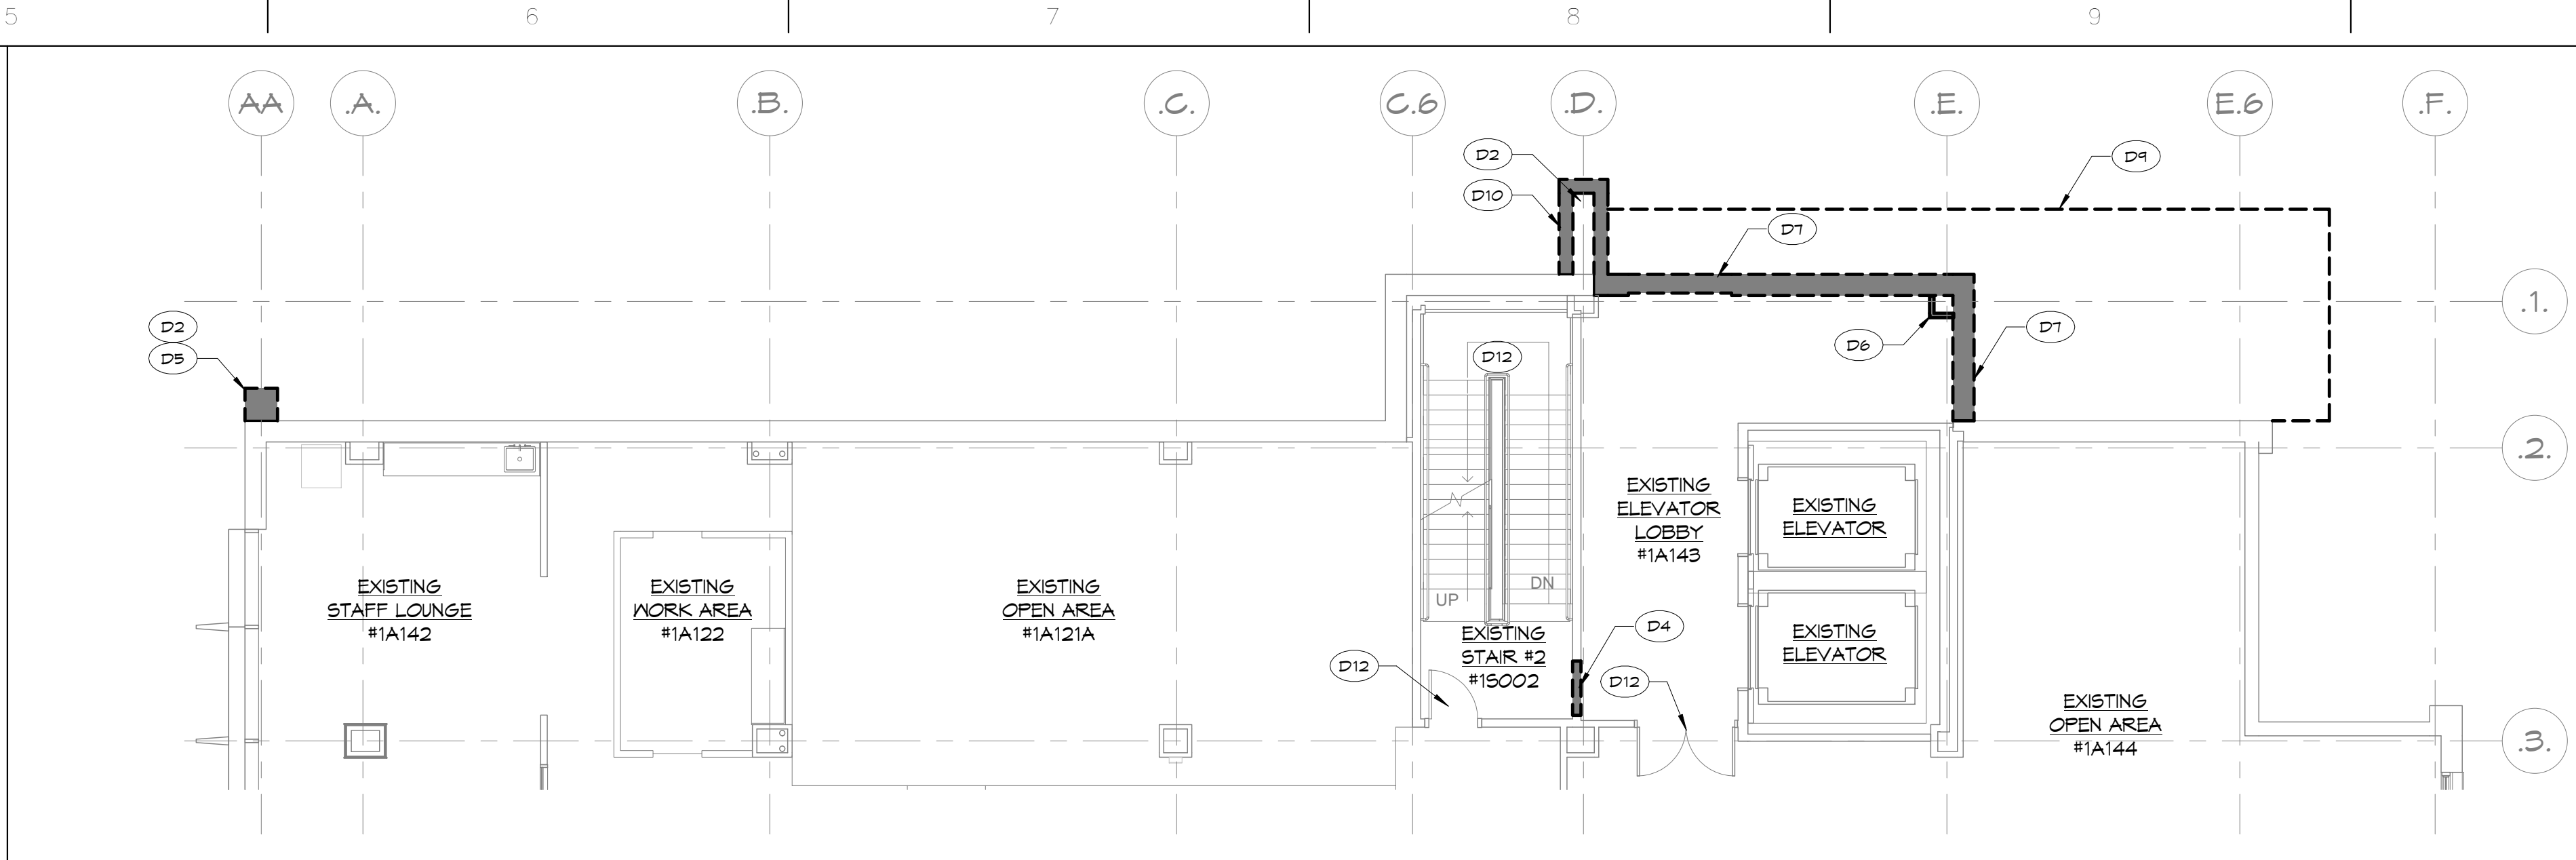 5 6 7 8 9
AA .A. .B. .C. C.6 .D. .E. E.6 .F.
D2
D9
D10
D7
.1.
D2
D7
D6
D5
D12
.2.
EXISTING
ELEVATOR
LOBBY
#1A143
EXISTING
ELEVATOR
EXISTING
STAFF LOUNGE
#1A142
EXISTING
WORK AREA
#1A122
EXISTING
OPEN AREA
#1A121A
UP
DN
EXISTING
STAIR #2
#1S002
D4
EXISTING
ELEVATOR
D12
D12
EXISTING
OPEN AREA
#1A144
.3.